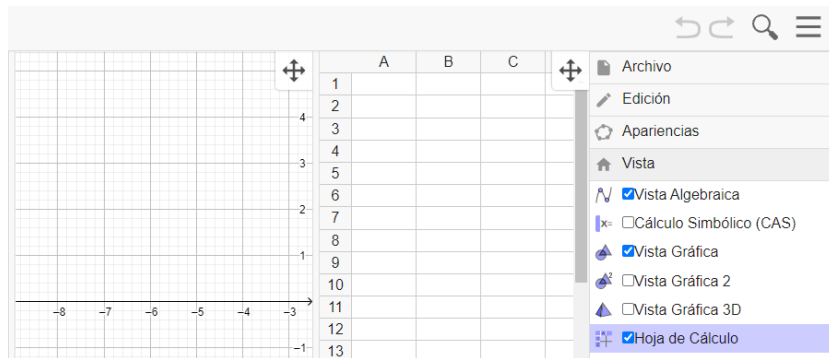 A B C
1
2
3
4
5
6
7
8
9
10
11
12
13
4
3
2
1
-8 -7 -6 -5 -4 -3
-1
Archivo
Edición
Apariencias
Vista
Vista Algebraica
x= Cálculo Simbólico (CAS)
Vista Gráfica
2 Vista Gráfica 2
Vista Gráfica 3D
Hoja de Cálculo